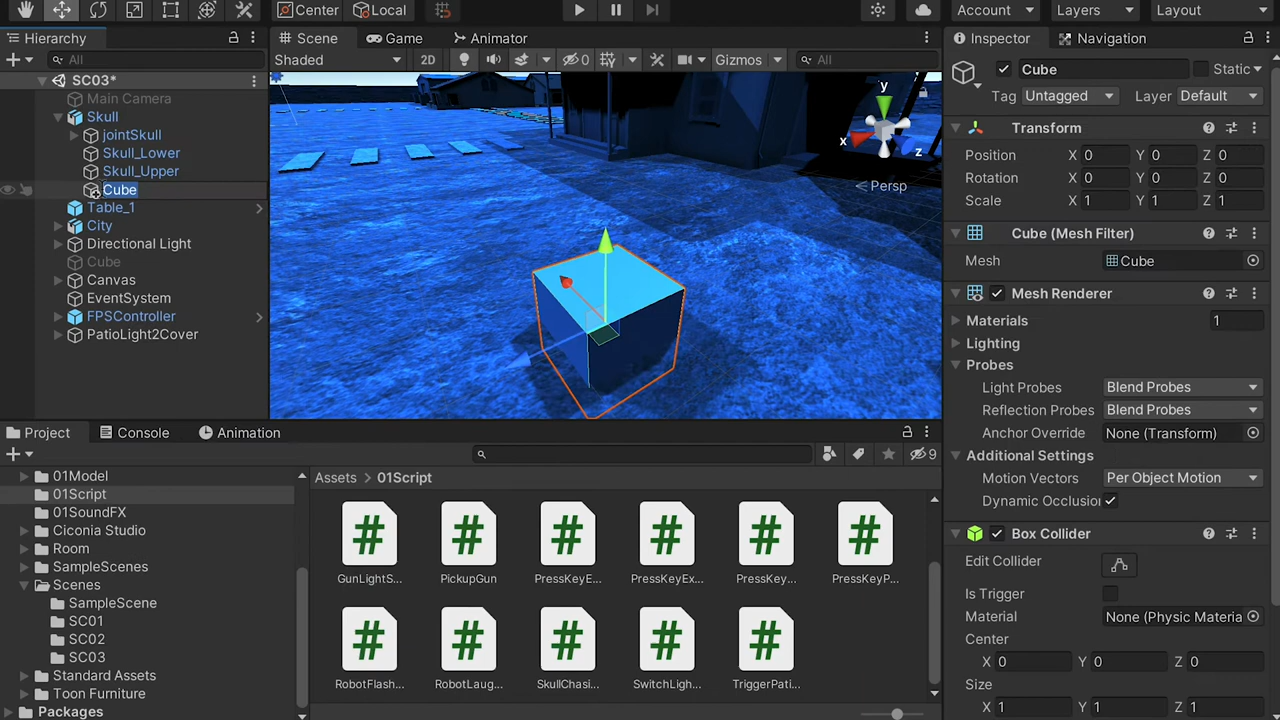 Center Local Account Layers Layout
Hierarchy Scene Game Animator Inspector Navigation
All Shaded 2D 0 Gizmos All Cube Static
SC03*
Main Camera
Skull
jointSkull
Skull_Lower
Skull_Upper
Cube
Table_1
City
Directional Light
Cube
Canvas
EventSystem
FPSController
PatioLight2Cover
y
x
z
Persp
Tag Untagged Layer Default
Transform
Position X 0 Y 0 Z 0
Rotation X 0 Y 0 Z 0
Scale X 1 Y 1 Z 1
Cube (Mesh Filter)
Mesh Cube
Mesh Renderer
Materials 1
Lighting
Probes
Light Probes Blend Probes
Reflection Probes Blend Probes
Anchor Override None (Transform)
Additional Settings
Motion Vectors Per Object Motion
Dynamic Occlusion
Box Collider
Edit Collider
Is Trigger
Material None (Physic Materia
Center
X 0 Y 0 Z 0
Size
X 1 Y 1 Z 1
Project Console Animation
9
01Model
01Script
01SoundFX
Ciconia Studio
Room
SampleScenes
Scenes
SampleScene
SC01
SC02
SC03
Standard Assets
Toon Furniture
Packages
Assets > 01Script
# # # # # #
GunLightS... PickupGun PressKeyE... PressKeyEx... PressKey... PressKeyP...
# # # # #
RobotFlash... RobotLaug... SkullChasi... SwitchLigh... TriggerPati...